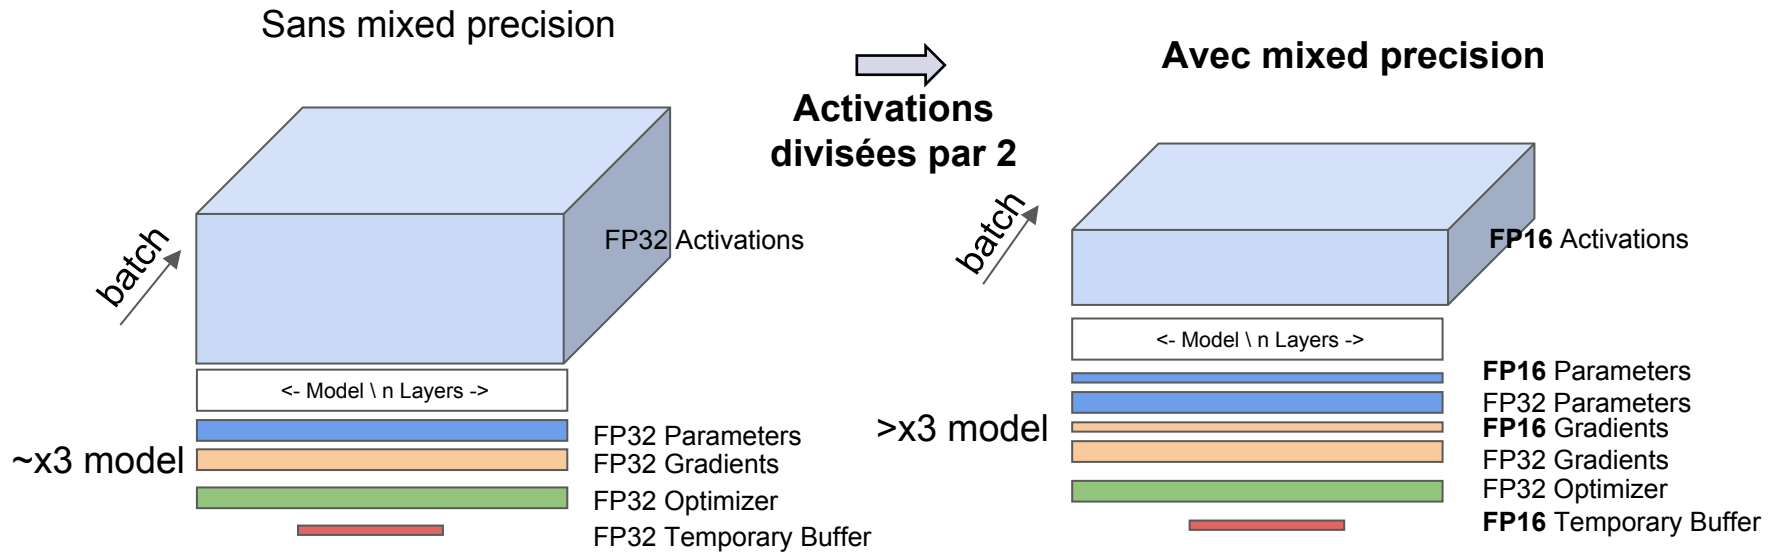 Sans mixed precision
Activations
divisées par 2
Avec mixed precision
batch
FP32 Activations
<- Model \ n Layers ->
~x3 model
FP32 Parameters
FP32 Gradients
FP32 Optimizer
FP32 Temporary Buffer
batch
FP16 Activations
<- Model \ n Layers ->
>x3 model
FP16 Parameters
FP32 Parameters
FP16 Gradients
FP32 Gradients
FP32 Optimizer
FP16 Temporary Buffer